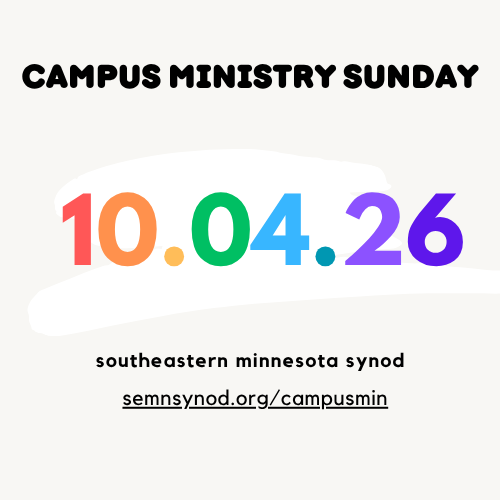 CAMPUS MINISTRY SUNDAY
10.04.26
southeastern minnesota synod
semnsynod.org/campusmin